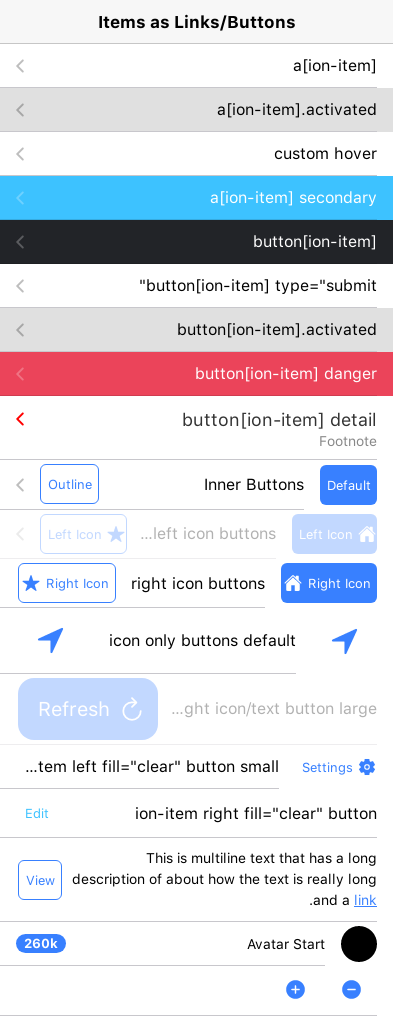 Items as Links/Buttons
a[ion-item]
a[ion-item].activated
custom hover
a[ion-item] secondary
button[ion-item]
"button[ion-item] type="submit
button[ion-item].activated
button[ion-item] danger
button[ion-item] detail
Footnote
Outline Inner Buttons Default
Left Icon ...left icon buttons Left Icon
Right Icon right icon buttons Right Icon
icon only buttons default
Refresh ...ght icon/text button large
...tem left fill="clear" button small Settings
Edit ion-item right fill="clear" button
This is multiline text that has a long
View description of about how the text is really long
.and a link
260k Avatar Start